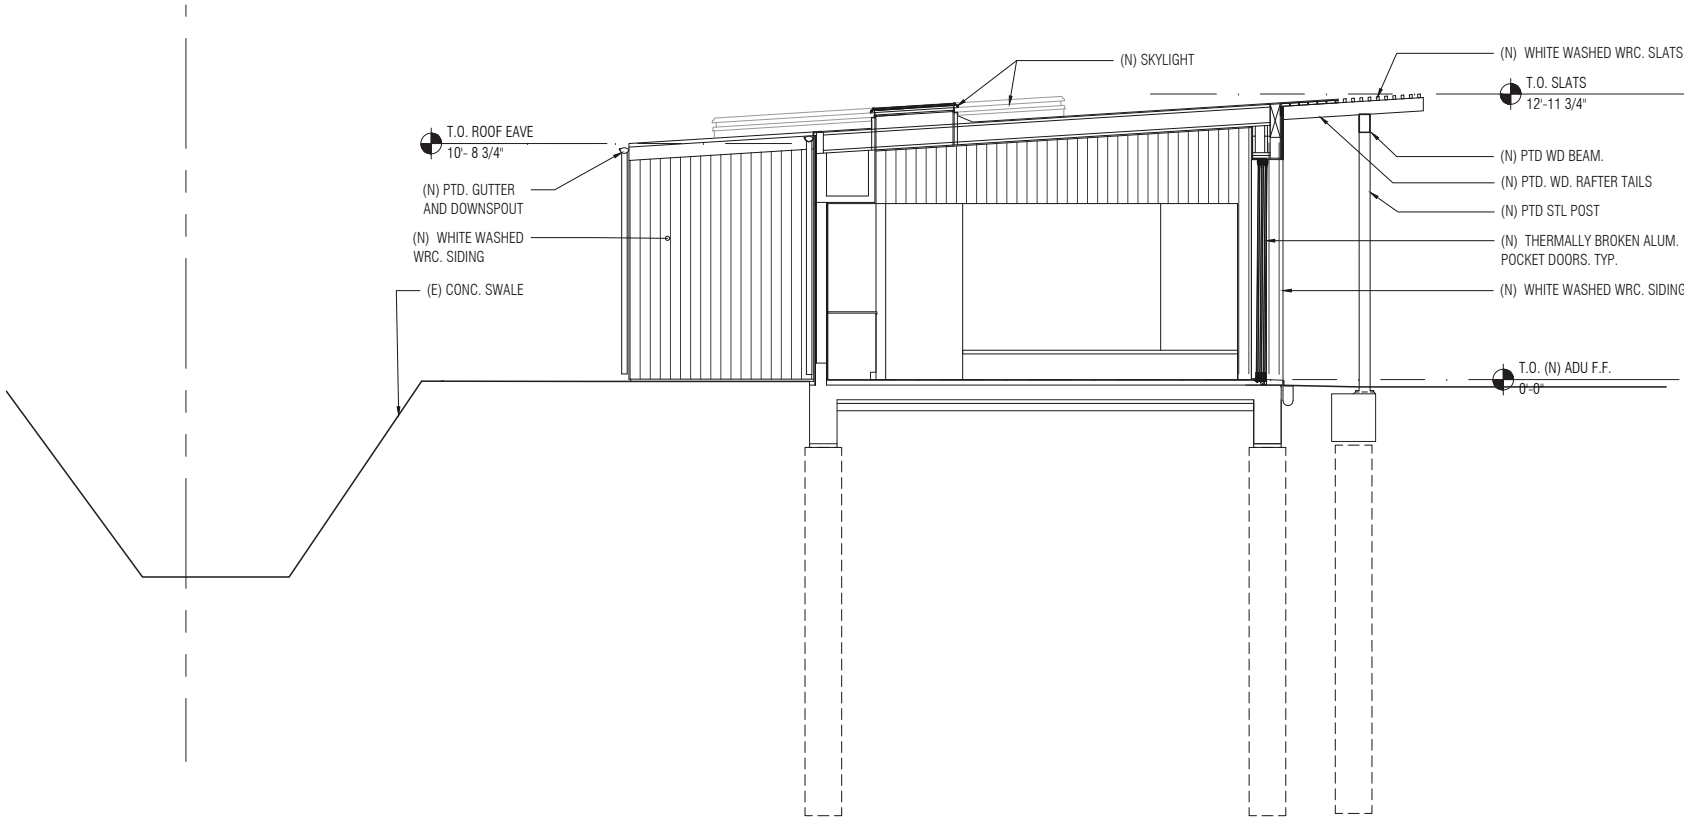 (N) SKYLIGHT
(N) WHITE WASHED WRC. SLATS
T.O. SLATS
12'-11 3/4"
T.O. ROOF EAVE
10'- 8 3/4"
(N) PTD WD BEAM.
(N) PTD. GUTTER
AND DOWNSPOUT
(N) PTD. WD. RAFTER TAILS
(N) PTD STL POST
(N) WHITE WASHED
WRC. SIDING
(N) THERMALLY BROKEN ALUM.
POCKET DOORS. TYP.
(E) CONC. SWALE
(N) WHITE WASHED WRC. SIDING
T.O. (N) ADU F.F.
0'-0"